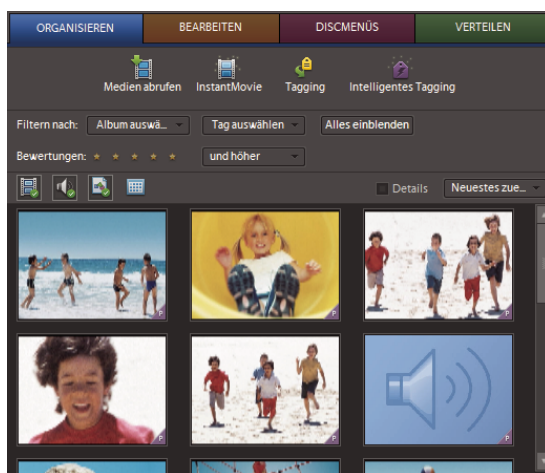 ORGANISIEREN BEARBEITEN DISCMENÜS VERTEILEN
Medien abrufen InstantMovie Tagging Intelligentes Tagging
Filtern nach: Album auswä... Tag auswählen Alles einblenden
Bewertungen: und höher
Details Neuestes zue...
P P P
P P P